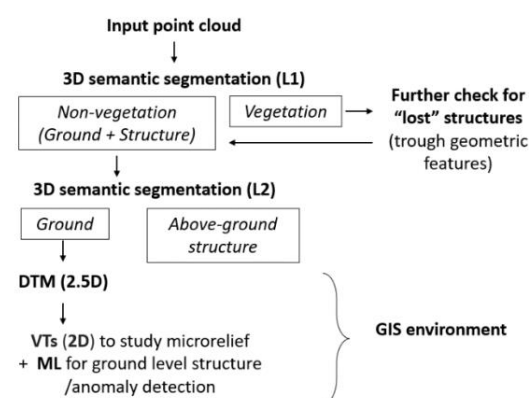 Input point cloud
3D semantic segmentation (L1)
Non-vegetation
(Ground + Structure)
Vegetation
Further check for
“lost” structures
(trough geometric
features)
3D semantic segmentation (L2)
Ground
Above-ground
structure
DTM (2.5D)
VTs (2D) to study microrelief
+ ML for ground level structure
/anomaly detection
GIS environment